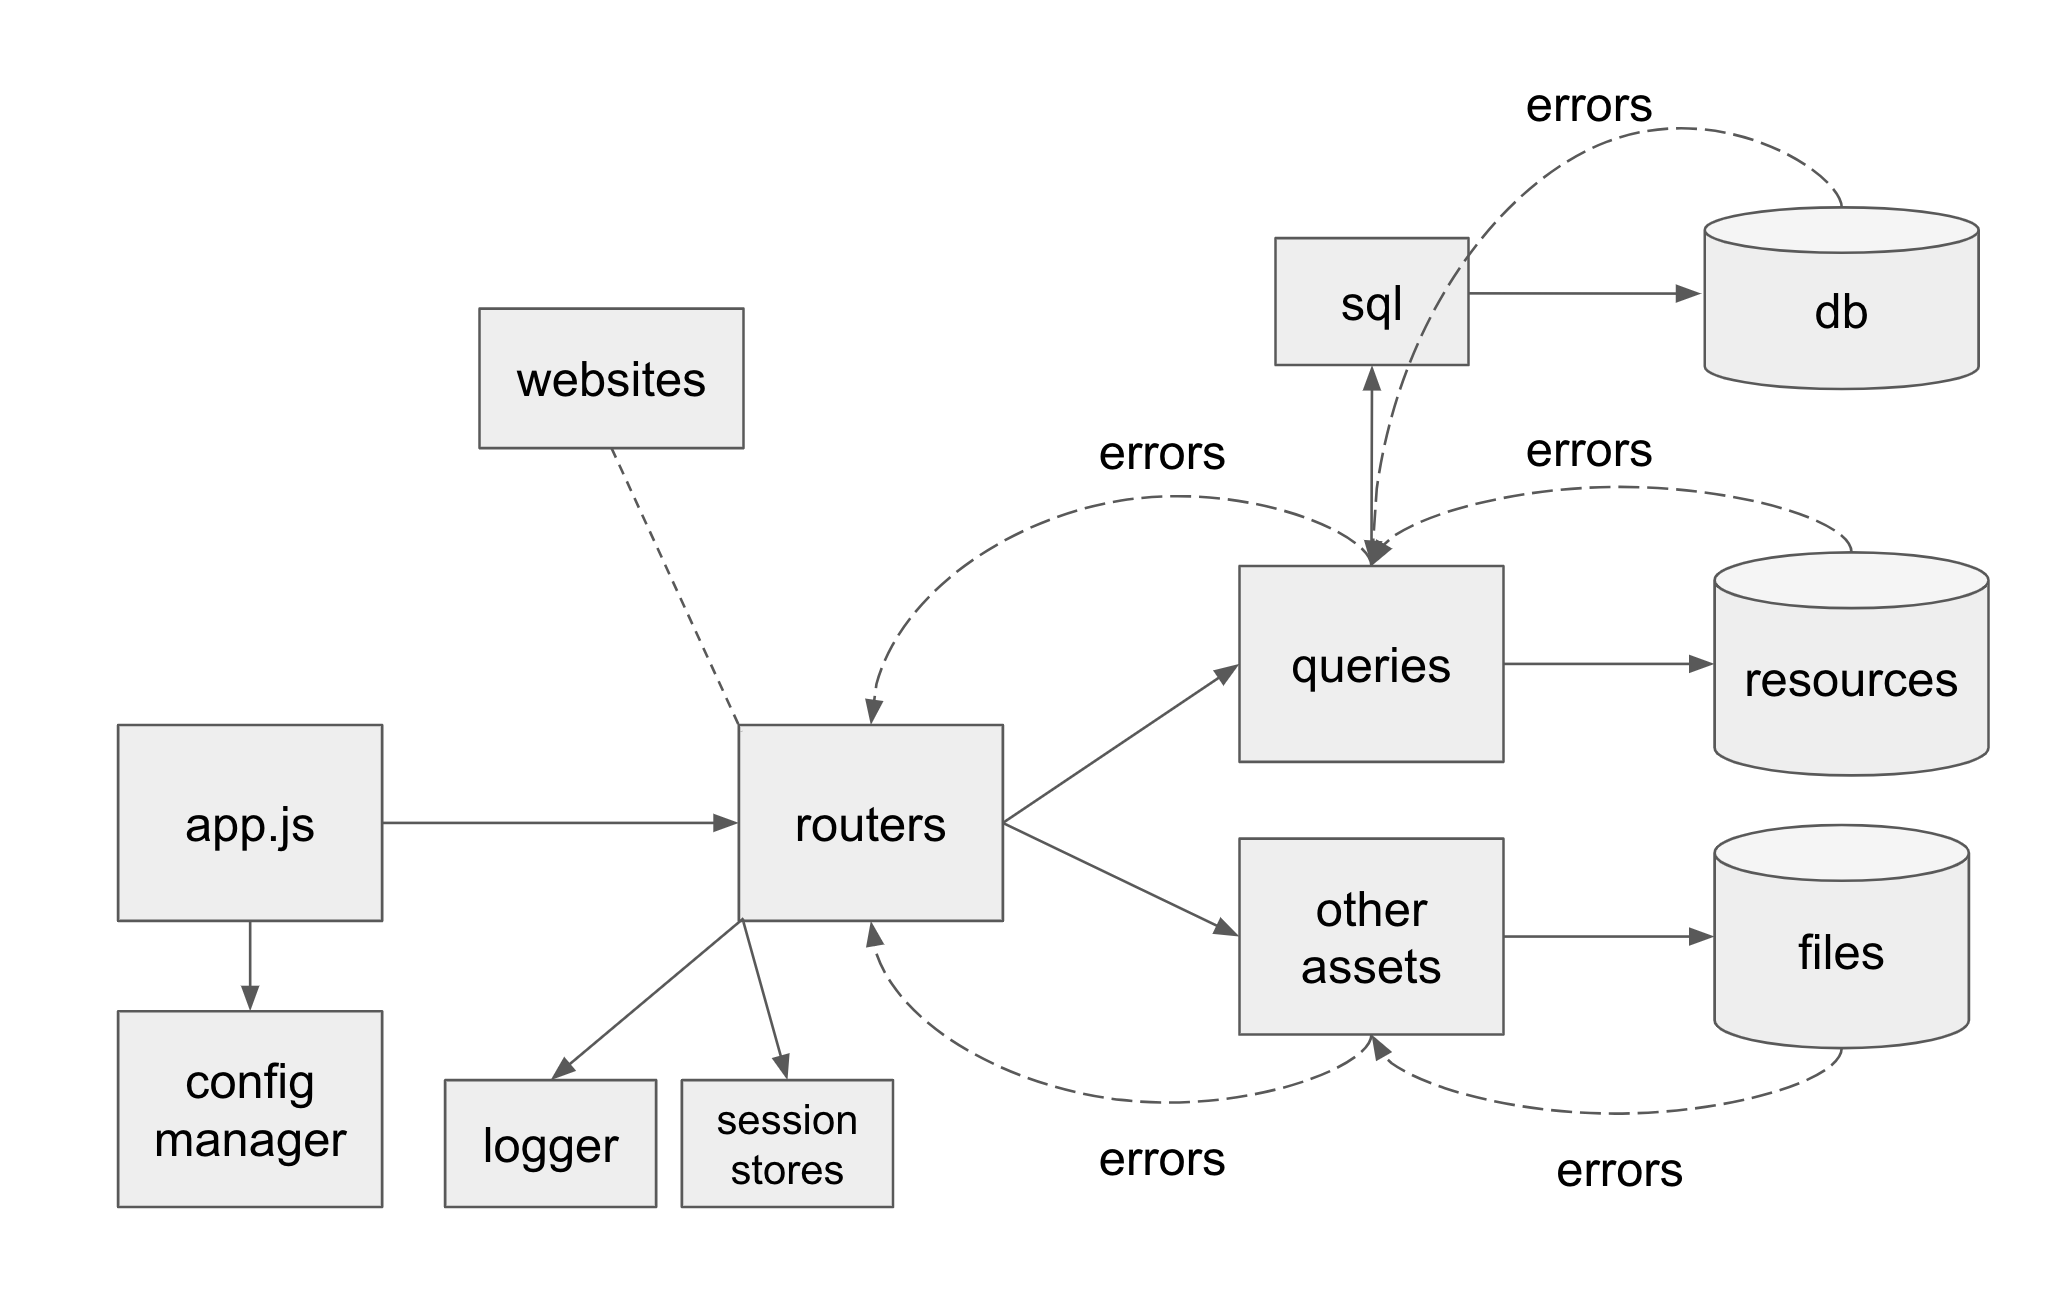 errors
sql
db
websites
errors
errors
queries
resources
app.js
routers
other
assets
files
config
manager
logger
session
stores
errors
errors